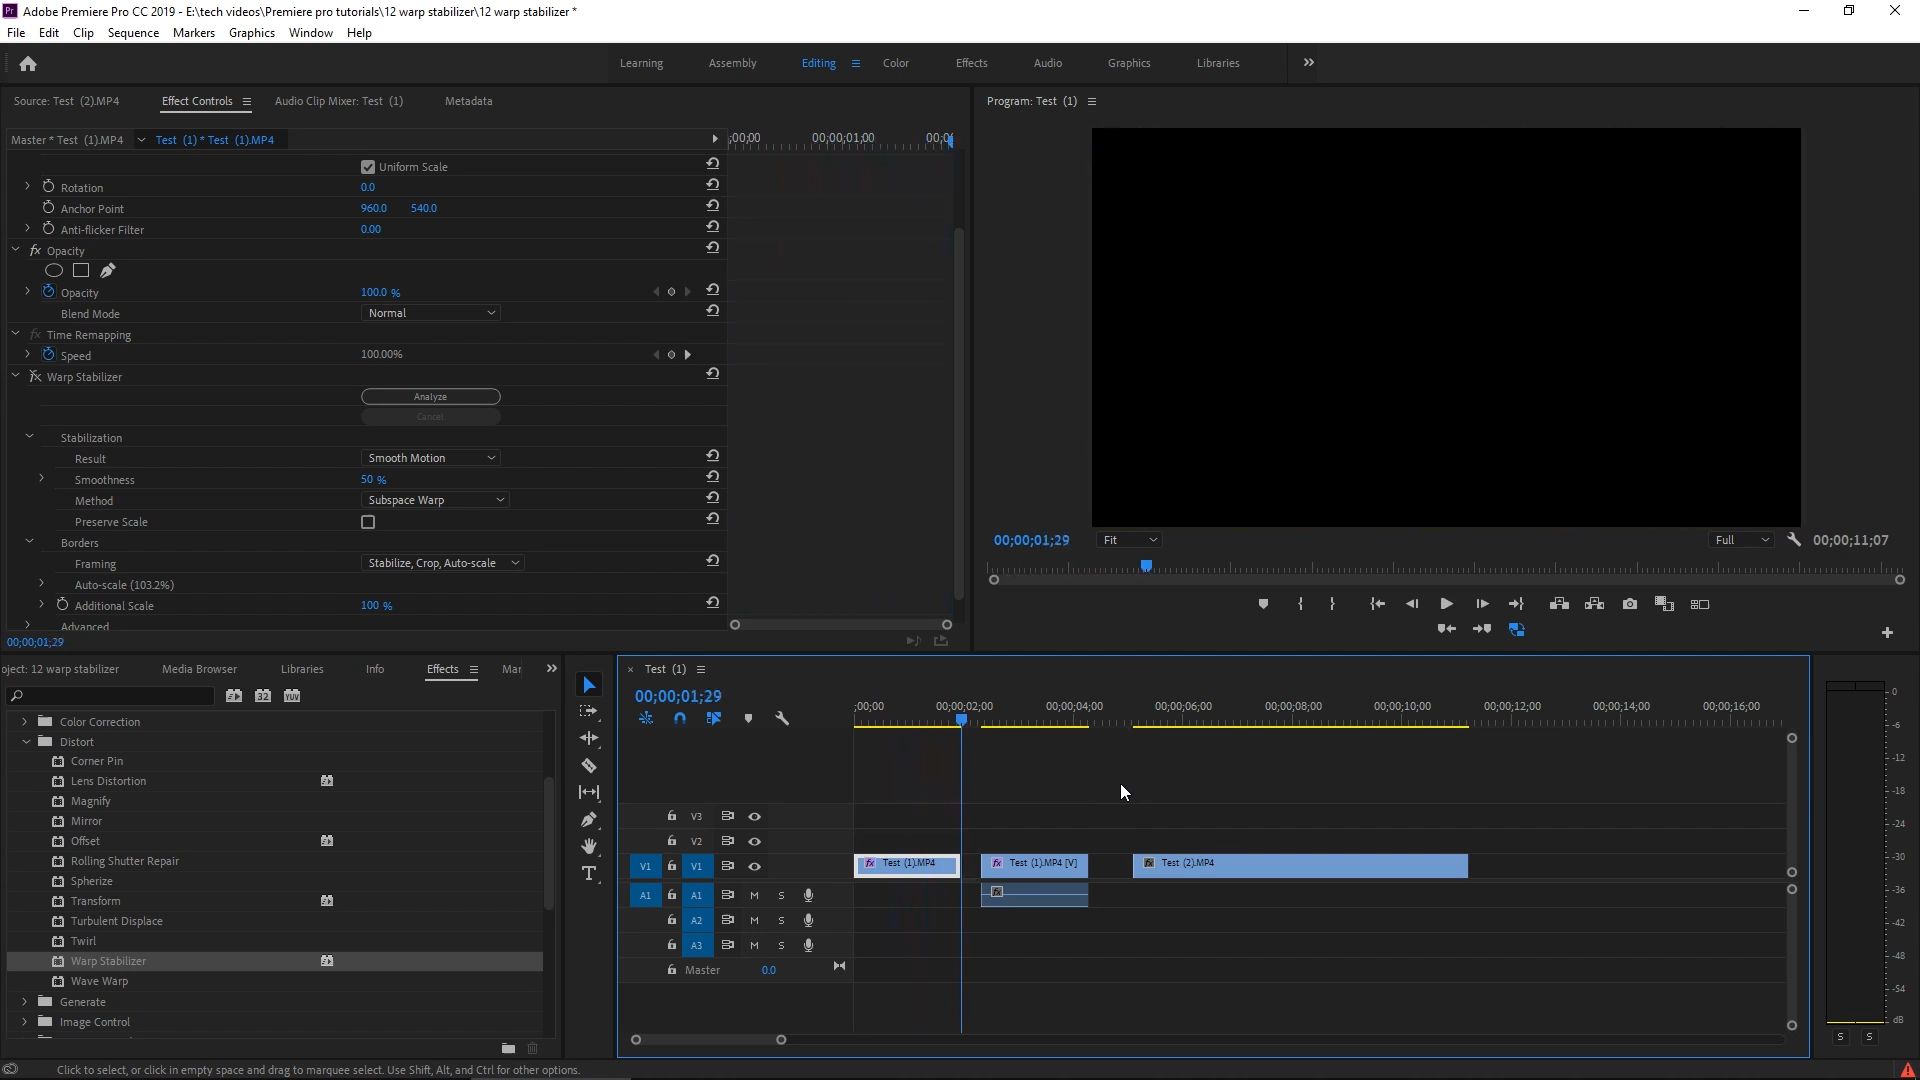 Pr Adobe Premiere Pro CC 2019 - E:\tech videos\Premiere pro tutorials\12 warp stabilizer\12 warp stabilizer *
File Edit Clip Sequence Markers Graphics Window Help
Learning Assembly Editing Color Effects Audio Graphics Libraries
Source: Test (2).MP4 Effect Controls Audio Clip Mixer: Test (1) Metadata
Program: Test (1)
Master * Test (1).MP4 Test (1) * Test (1).MP4
;00;00 00;00;01;00
Uniform Scale
Rotation 0.0
Anchor Point 960.0 540.0
Anti-flicker Filter 0.00
fx Opacity
Opacity 100.0 %
Blend Mode Normal
fx Time Remapping
Speed 100.00%
fx Warp Stabilizer
Analyze
Cancel
Stabilization
Result Smooth Motion
Smoothness 50 %
Method Subspace Warp
Preserve Scale
Borders
Framing Stabilize, Crop, Auto-scale
Auto-scale (103.2%)
Additional Scale 100 %
Advanced
00;00;01;29
00;00;01;29 Fit Full 00;00;11;07
oject: 12 warp stabilizer Media Browser Libraries Info Effects Mar
32 YUV
Color Correction
Distort
Corner Pin
Lens Distortion
Magnify
Mirror
Offset
Rolling Shutter Repair
Spherize
Transform
Turbulent Displace
Twirl
Warp Stabilizer
Wave Warp
Generate
Image Control
× Test (1)
00;00;01;29
;00;00 00;00;02;00 00;00;04;00 00;00;06;00 00;00;08;00 00;00;10;00 00;00;12;00 00;00;14;00 00;00;16;00
V3
V2
V1 V1
fx Test (1).MP4 fx Test (1).MP4 [V] fx Test (2).MP4
A1 A1 M S fx
A2 M S
A3 M S
Master 0.0
0
-6
-12
-18
-24
-30
-36
-42
-48
-54
dB
S S
Click to select, or click in empty space and drag to marquee select. Use Shift, Alt, and Ctrl for other options.